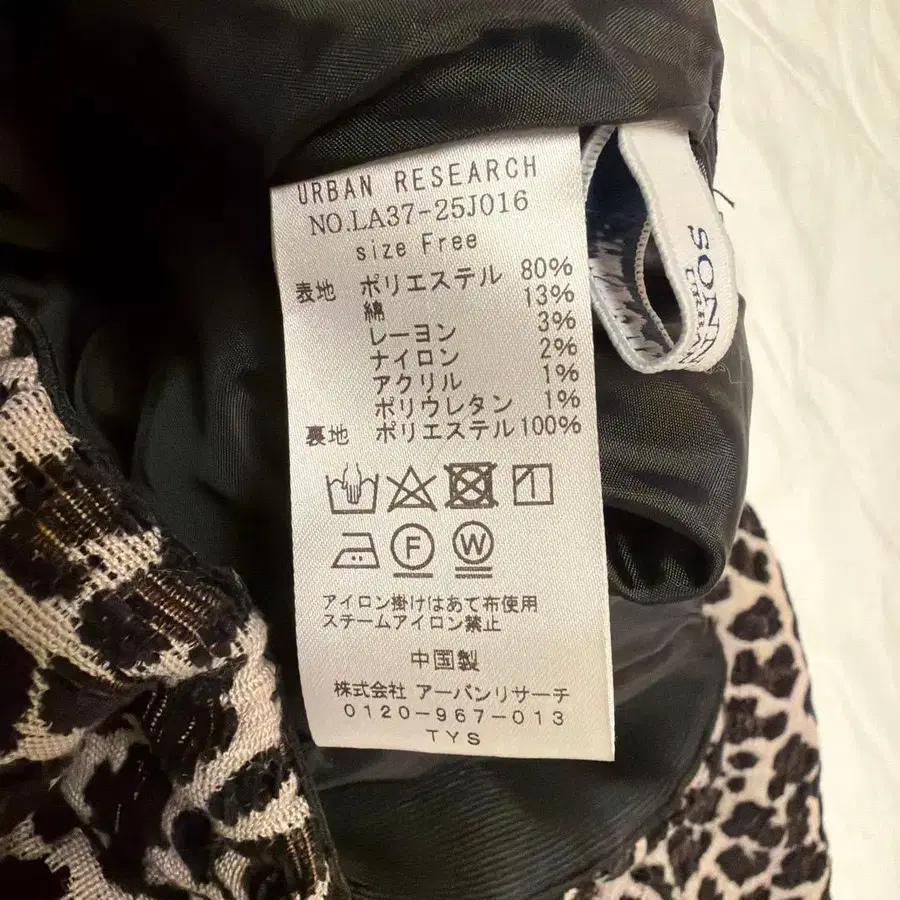 URBAN RESEARCH
NO.LA37-25J016
size Free
表地 ポリエステル 80%
綿 13%
レーヨン 3%
ナイロン 2%
アクリル 1%
ポリウレタン 1%
裏地 ポリエステル 100%
F W
アイロン掛けはあて布使用
スチームアイロン禁止
中国製
株式会社 アーバンリサーチ
0120-967-013
TYS
SON